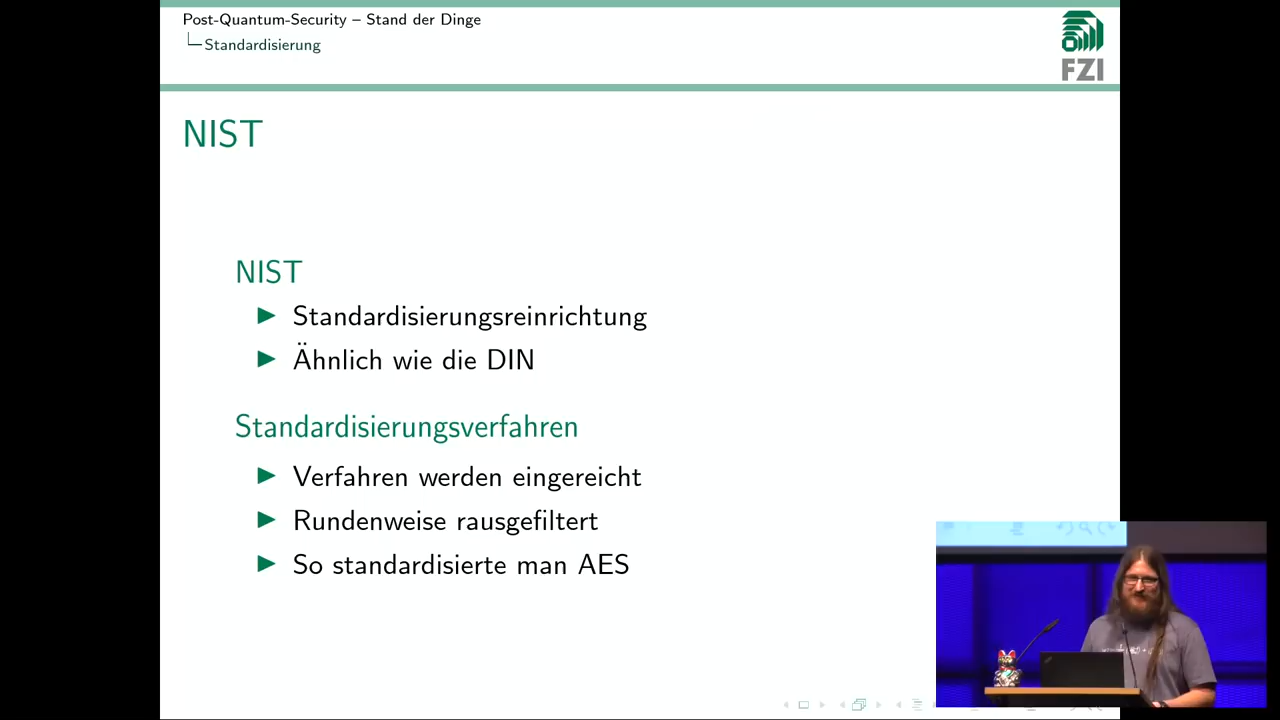 Post-Quantum-Security – Stand der Dinge
Standardisierung
FZI
NIST
NIST
Standardisierungsreinrichtung
Ähnlich wie die DIN
Standardisierungsverfahren
Verfahren werden eingereicht
Rundenweise rausgefiltert
So standardisierte man AES